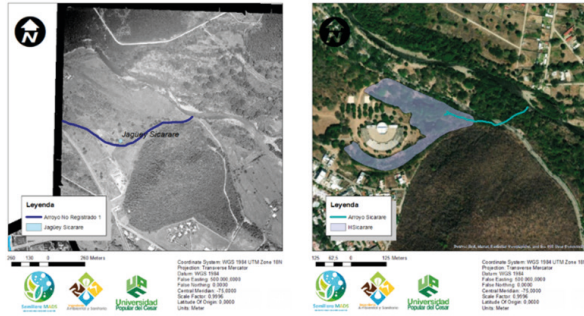 N
Jagüey Sicarare
Leyenda
Arroyo No Registrado 1
Jagüey Sicarare
260 130 0 260 Meters
Coordinate System: WGS 1984 UTM Zone 18N
Projection: Transverse Mercator
Datum: WGS 1984
False Easting: 500.000,0000
False Northing: 0,0000
Central Meridian: -75,0000
Scale Factor: 0,9996
Latitude Of Origin: 0,0000
Units: Meter
Semillero MADS
Universidad
Popular del Cesar
N
Leyenda
Arroyo Sicarare
HSicarare
125 62,5 0 125 Meters
Coordinate System: WGS 1984 UTM Zone 18N
Projection: Transverse Mercator
Datum: WGS 1984
False Easting: 500.000,0000
False Northing: 0,0000
Central Meridian: -75,0000
Scale Factor: 0,9996
Latitude Of Origin: 0,0000
Units: Meter
Semillero MADS
Universidad
Popular del Cesar